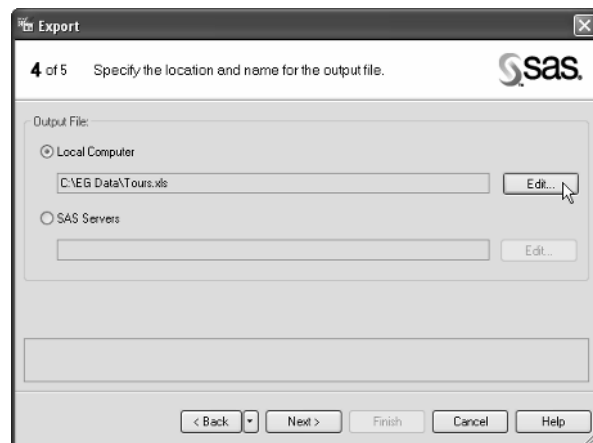 Export
4 of 5 Specify the location and name for the output file.
sas.
Output File:
Local Computer
C:\EG Data\Tours.xls
Edit...
SAS Servers
Edit...
< Back
Next >
Finish
Cancel
Help